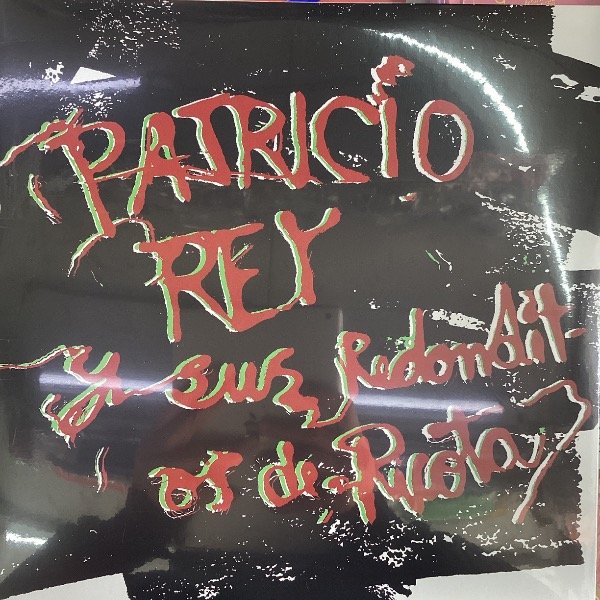 PATRICIO
REY
y sus Redondit-
os de Ricota